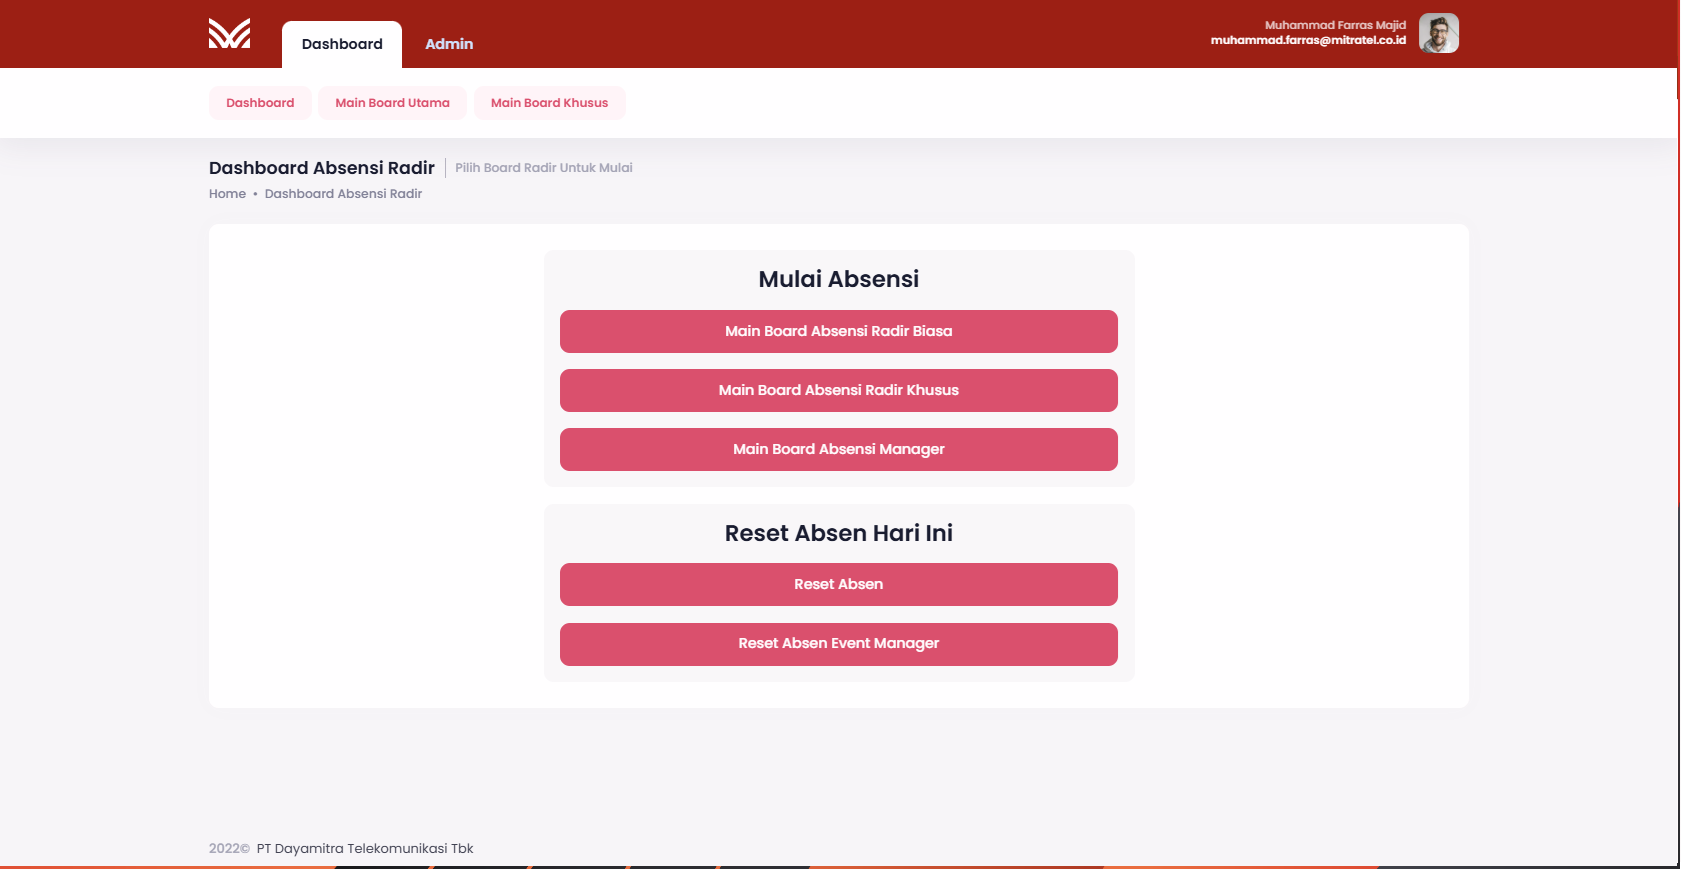 Dashboard
Admin
Muhammad Farras Majid
muhammad.farras@mitratel.co.id
Dashboard
Main Board Utama
Main Board Khusus
Dashboard Absensi Radir
Pilih Board Radir Untuk Mulai
Home • Dashboard Absensi Radir
Mulai Absensi
Main Board Absensi Radir Biasa
Main Board Absensi Radir Khusus
Main Board Absensi Manager
Reset Absen Hari Ini
Reset Absen
Reset Absen Event Manager
2022© PT Dayamitra Telekomunikasi Tbk